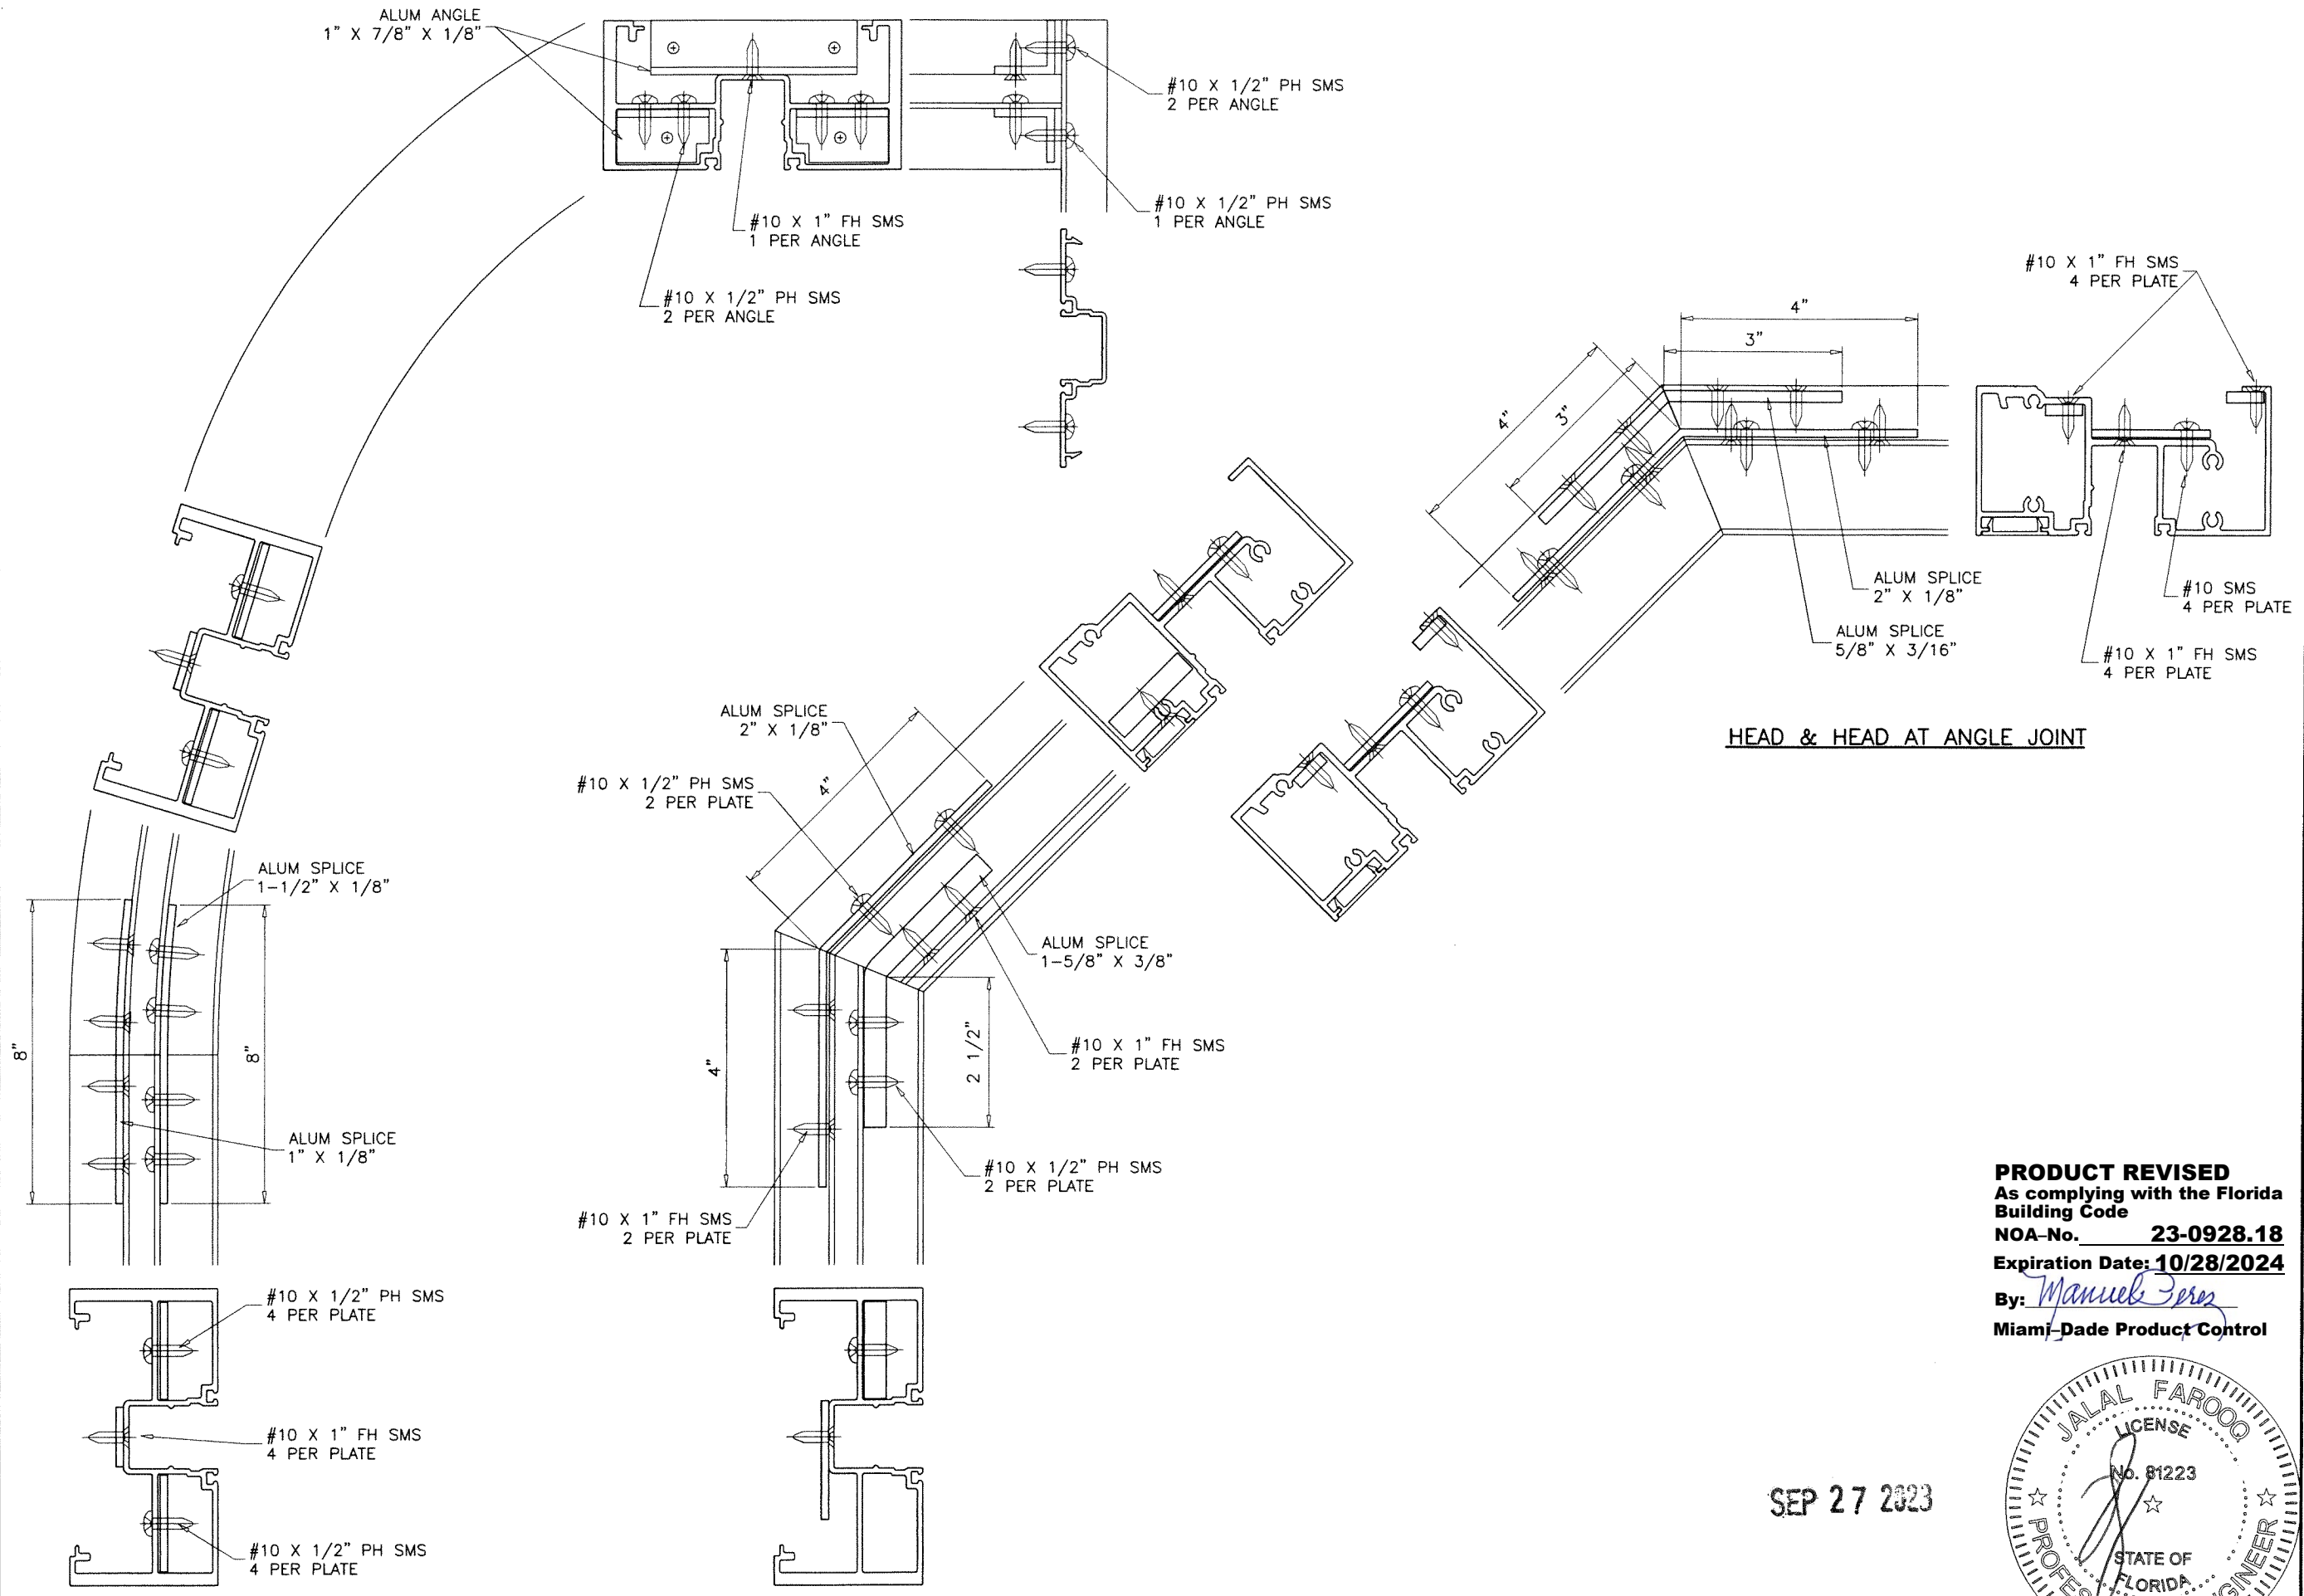 ALUM ANGLE
1" X 7/8" X 1/8"
#10 X 1/2" PH SMS
2 PER ANGLE
#10 X 1/2" PH SMS
1 PER ANGLE
#10 X 1" FH SMS
1 PER ANGLE
#10 X 1/2" PH SMS
2 PER ANGLE
#10 X 1" FH SMS
4 PER PLATE
4"
3"
4"
3"
ALUM SPLICE
2" X 1/8"
ALUM SPLICE
5/8" X 3/16"
#10 SMS
4 PER PLATE
#10 X 1" FH SMS
4 PER PLATE
HEAD & HEAD AT ANGLE JOINT
ALUM SPLICE
2" X 1/8"
#10 X 1/2" PH SMS
2 PER PLATE
4"
ALUM SPLICE
1-1/2" X 1/8"
8"
8"
ALUM SPLICE
1" X 1/8"
ALUM SPLICE
1-5/8" X 3/8"
4"
2 1/2"
#10 X 1" FH SMS
2 PER PLATE
#10 X 1/2" PH SMS
2 PER PLATE
#10 X 1" FH SMS
2 PER PLATE
#10 X 1/2" PH SMS
4 PER PLATE
#10 X 1" FH SMS
4 PER PLATE
#10 X 1/2" PH SMS
4 PER PLATE
PRODUCT REVISED
As complying with the Florida
Building Code
NOA-No. 23-0928.18
Expiration Date: 10/28/2024
By: Manuel Perez
Miami-Dade Product Control
SEP 27 2023
JALAL FAROOQ
LICENSE
No. 81223
STATE OF
FLORIDA